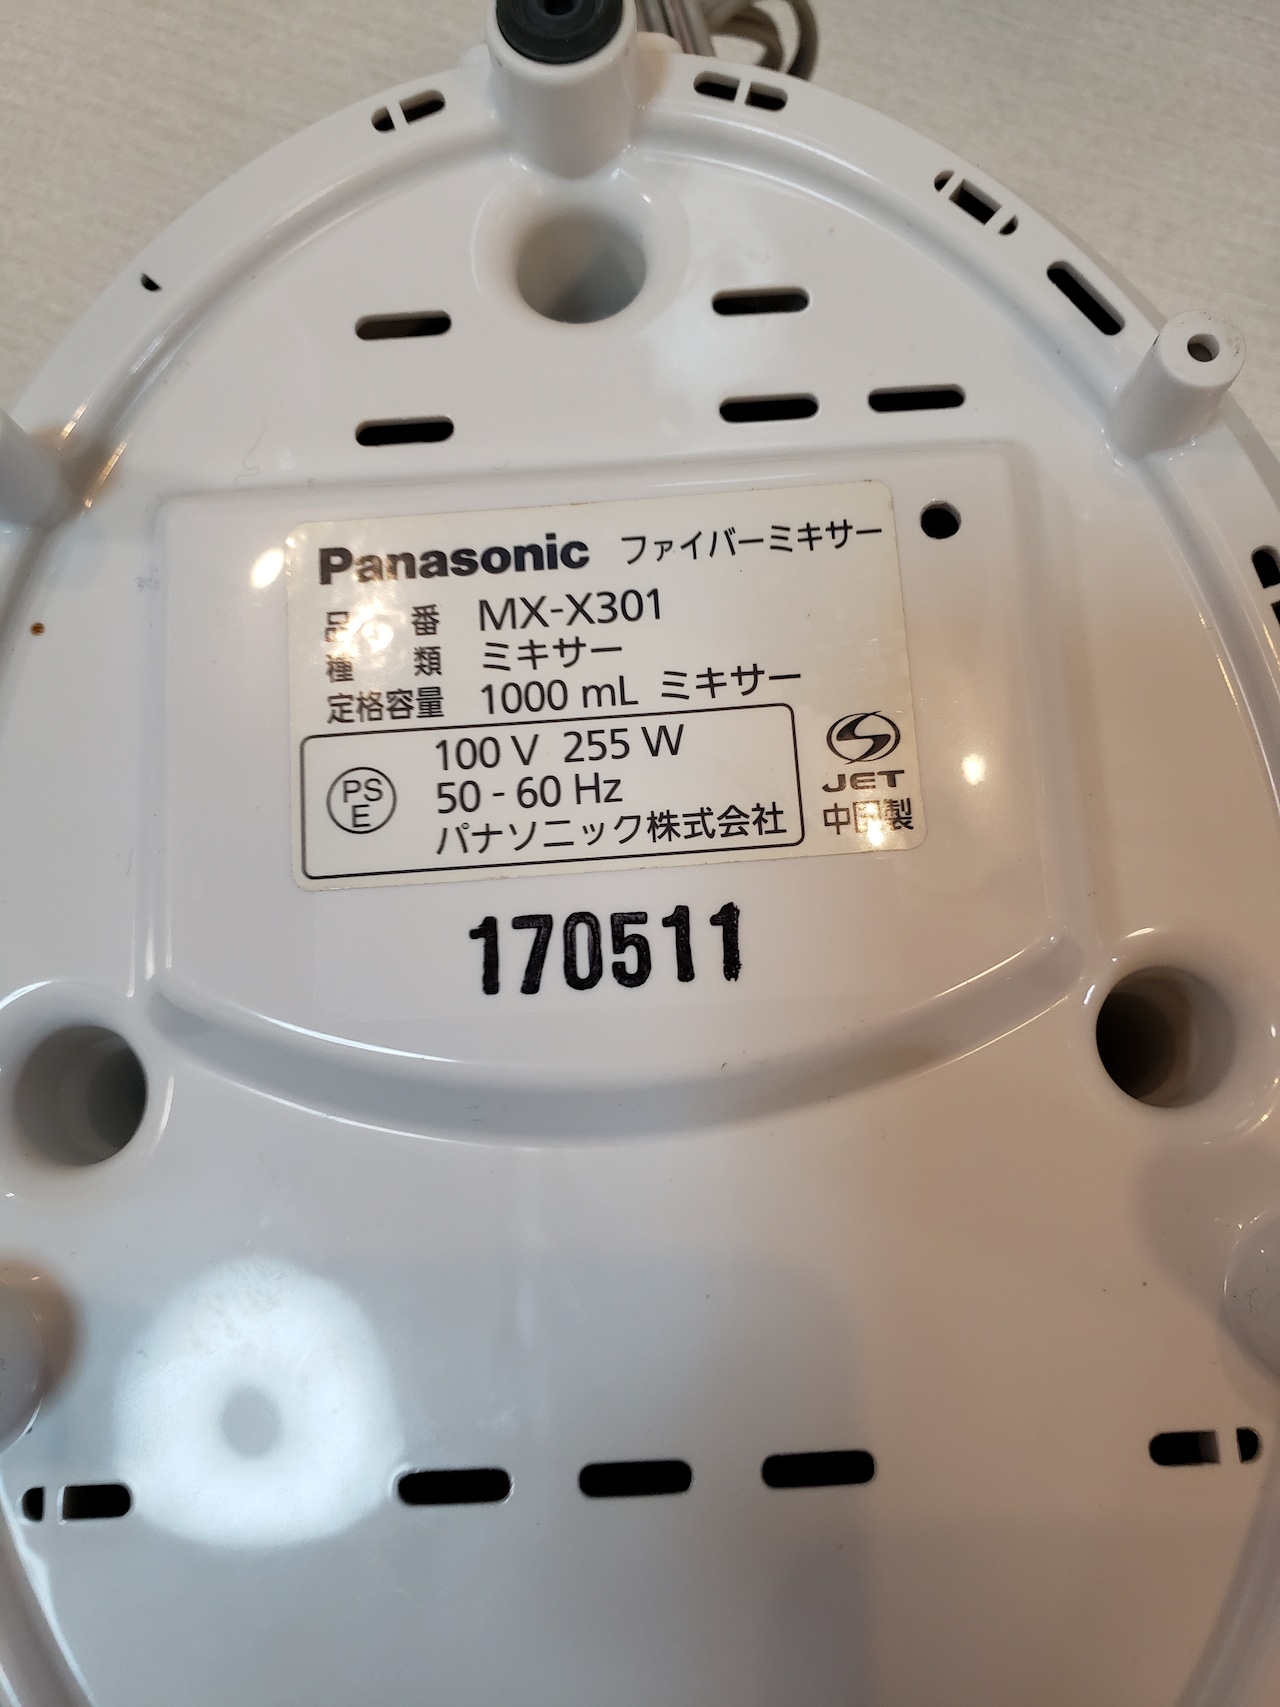 Panasonic ファイバーミキサー
品番 MX-X301
種類 ミキサー
定格容量 1000 mL ミキサー
PS
E
100 V 255 W
50 - 60 Hz
パナソニック株式会社
JET
中国製
170511